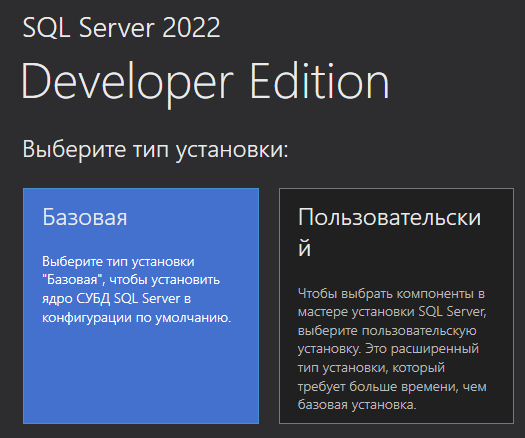 SQL Server 2022
Developer Edition
Выберите тип установки:
Базовая
Выберите тип установки
"Базовая", чтобы установить
ядро СУБД SQL Server в
конфигурации по умолчанию.
Пользовательски
й
Чтобы выбрать компоненты в
мастере установки SQL Server,
выберите пользовательскую
установку. Это расширенный
тип установки, который
требует больше времени, чем
базовая установка.